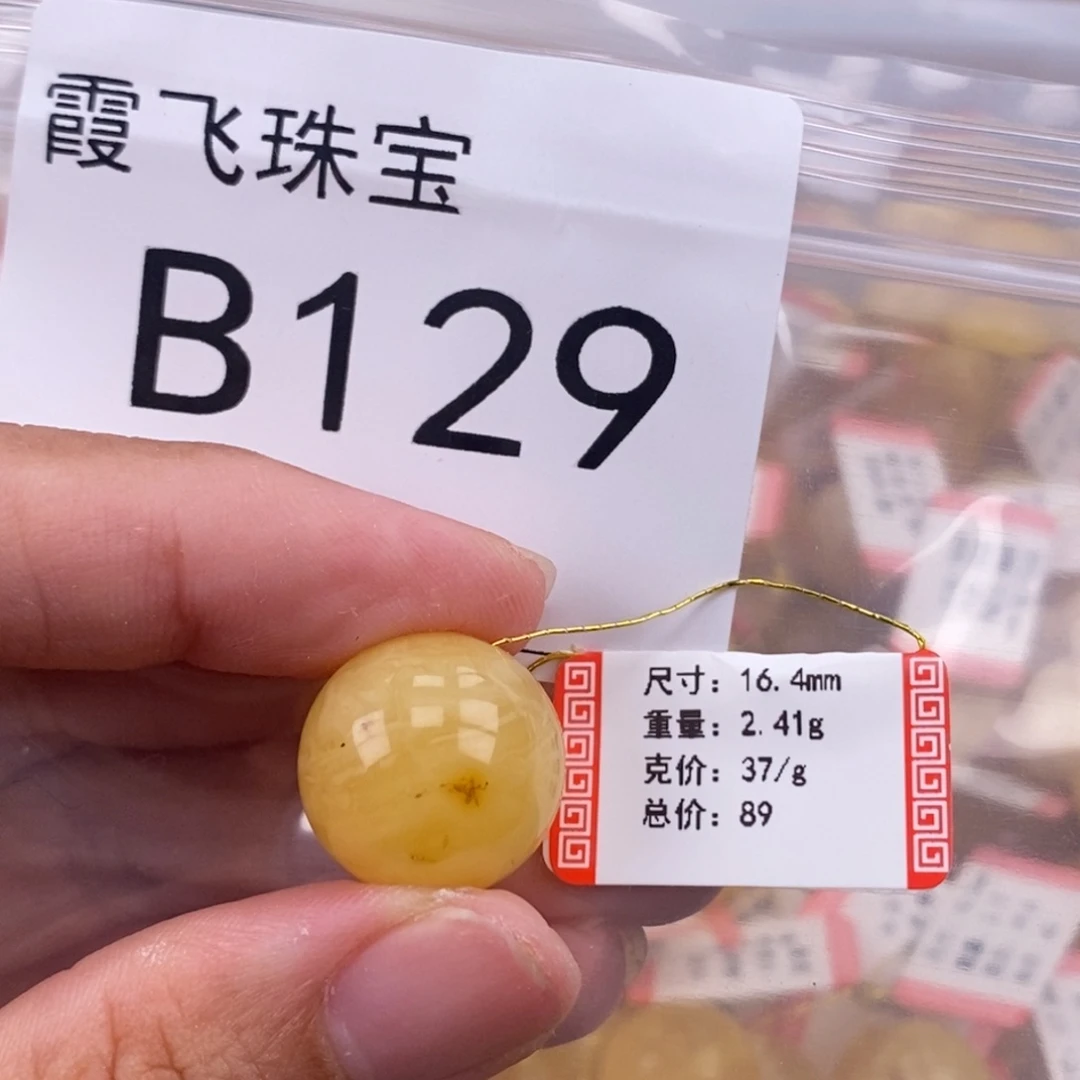 霞飞珠宝
B129
尺寸：16.4mm
重量：2.41g
克价：37/g
总价：89